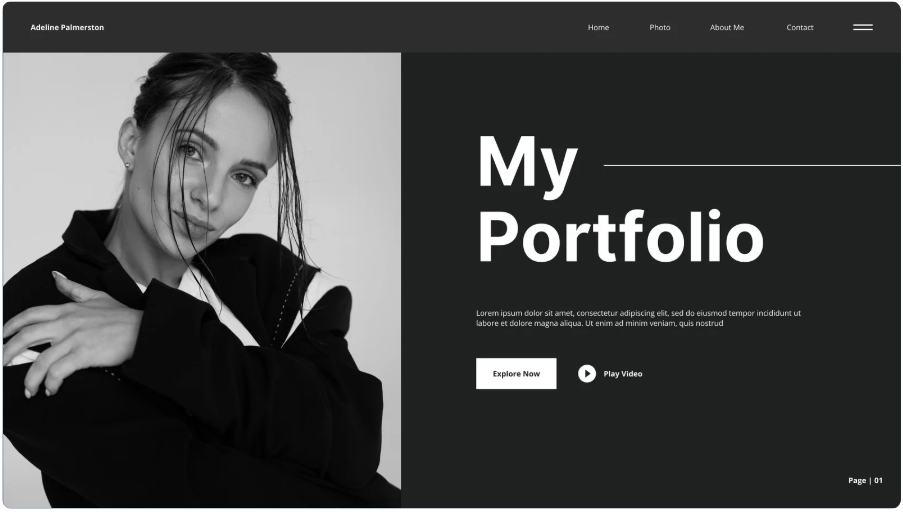 Adeline Palmerston
Home
Photo
About Me
Contact
My
Portfolio
Lorem ipsum dolor sit amet, consectetur adipiscing elit, sed do eiusmod tempor incididunt ut
labore et dolore magna aliqua. Ut enim ad minim veniam, quis nostrud
Explore Now
Play Video
Page | 01